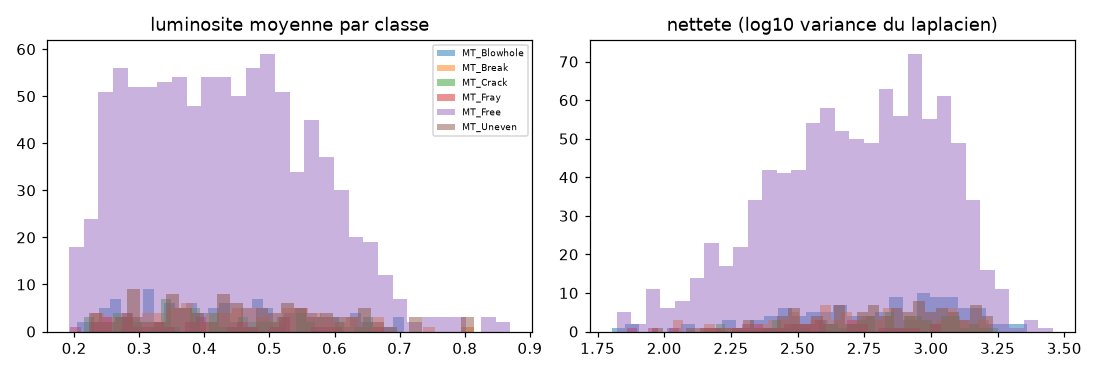 luminosite moyenne par classe
60
50
40
30
20
10
0
0.2 0.3 0.4 0.5 0.6 0.7 0.8 0.9
MT_Blowhole
MT_Break
MT_Crack
MT_Fray
MT_Free
MT_Uneven
nettete (log10 variance du laplacien)
70
60
50
40
30
20
10
0
1.75 2.00 2.25 2.50 2.75 3.00 3.25 3.50